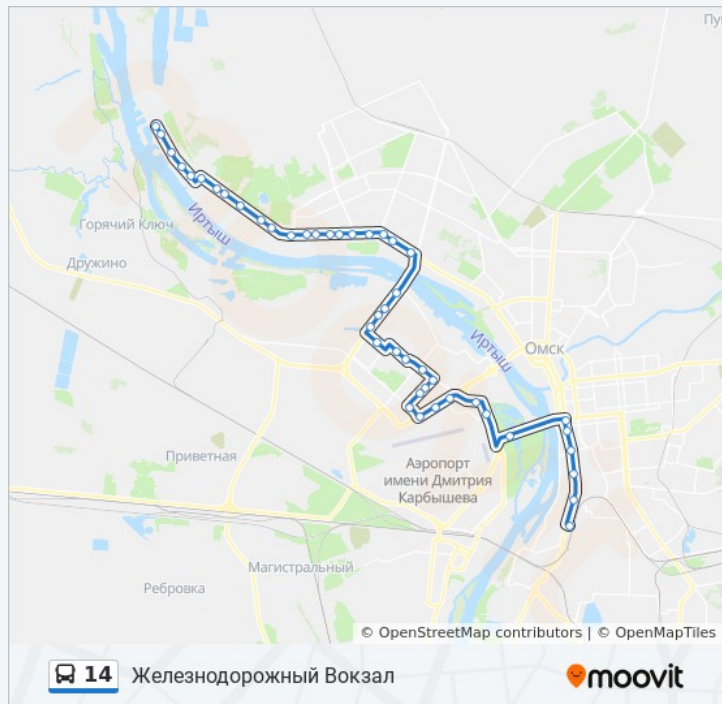 Пу
Горячий Ключ
Иртыш
Дружино
Иртыш
Омск
Приветная
Аэропорт
имени Дмитрия
Карбышева
Магистральный
Ребровка
© OpenStreetMap contributors | © OpenMapTiles
14 Железнодорожный Вокзал
moovit